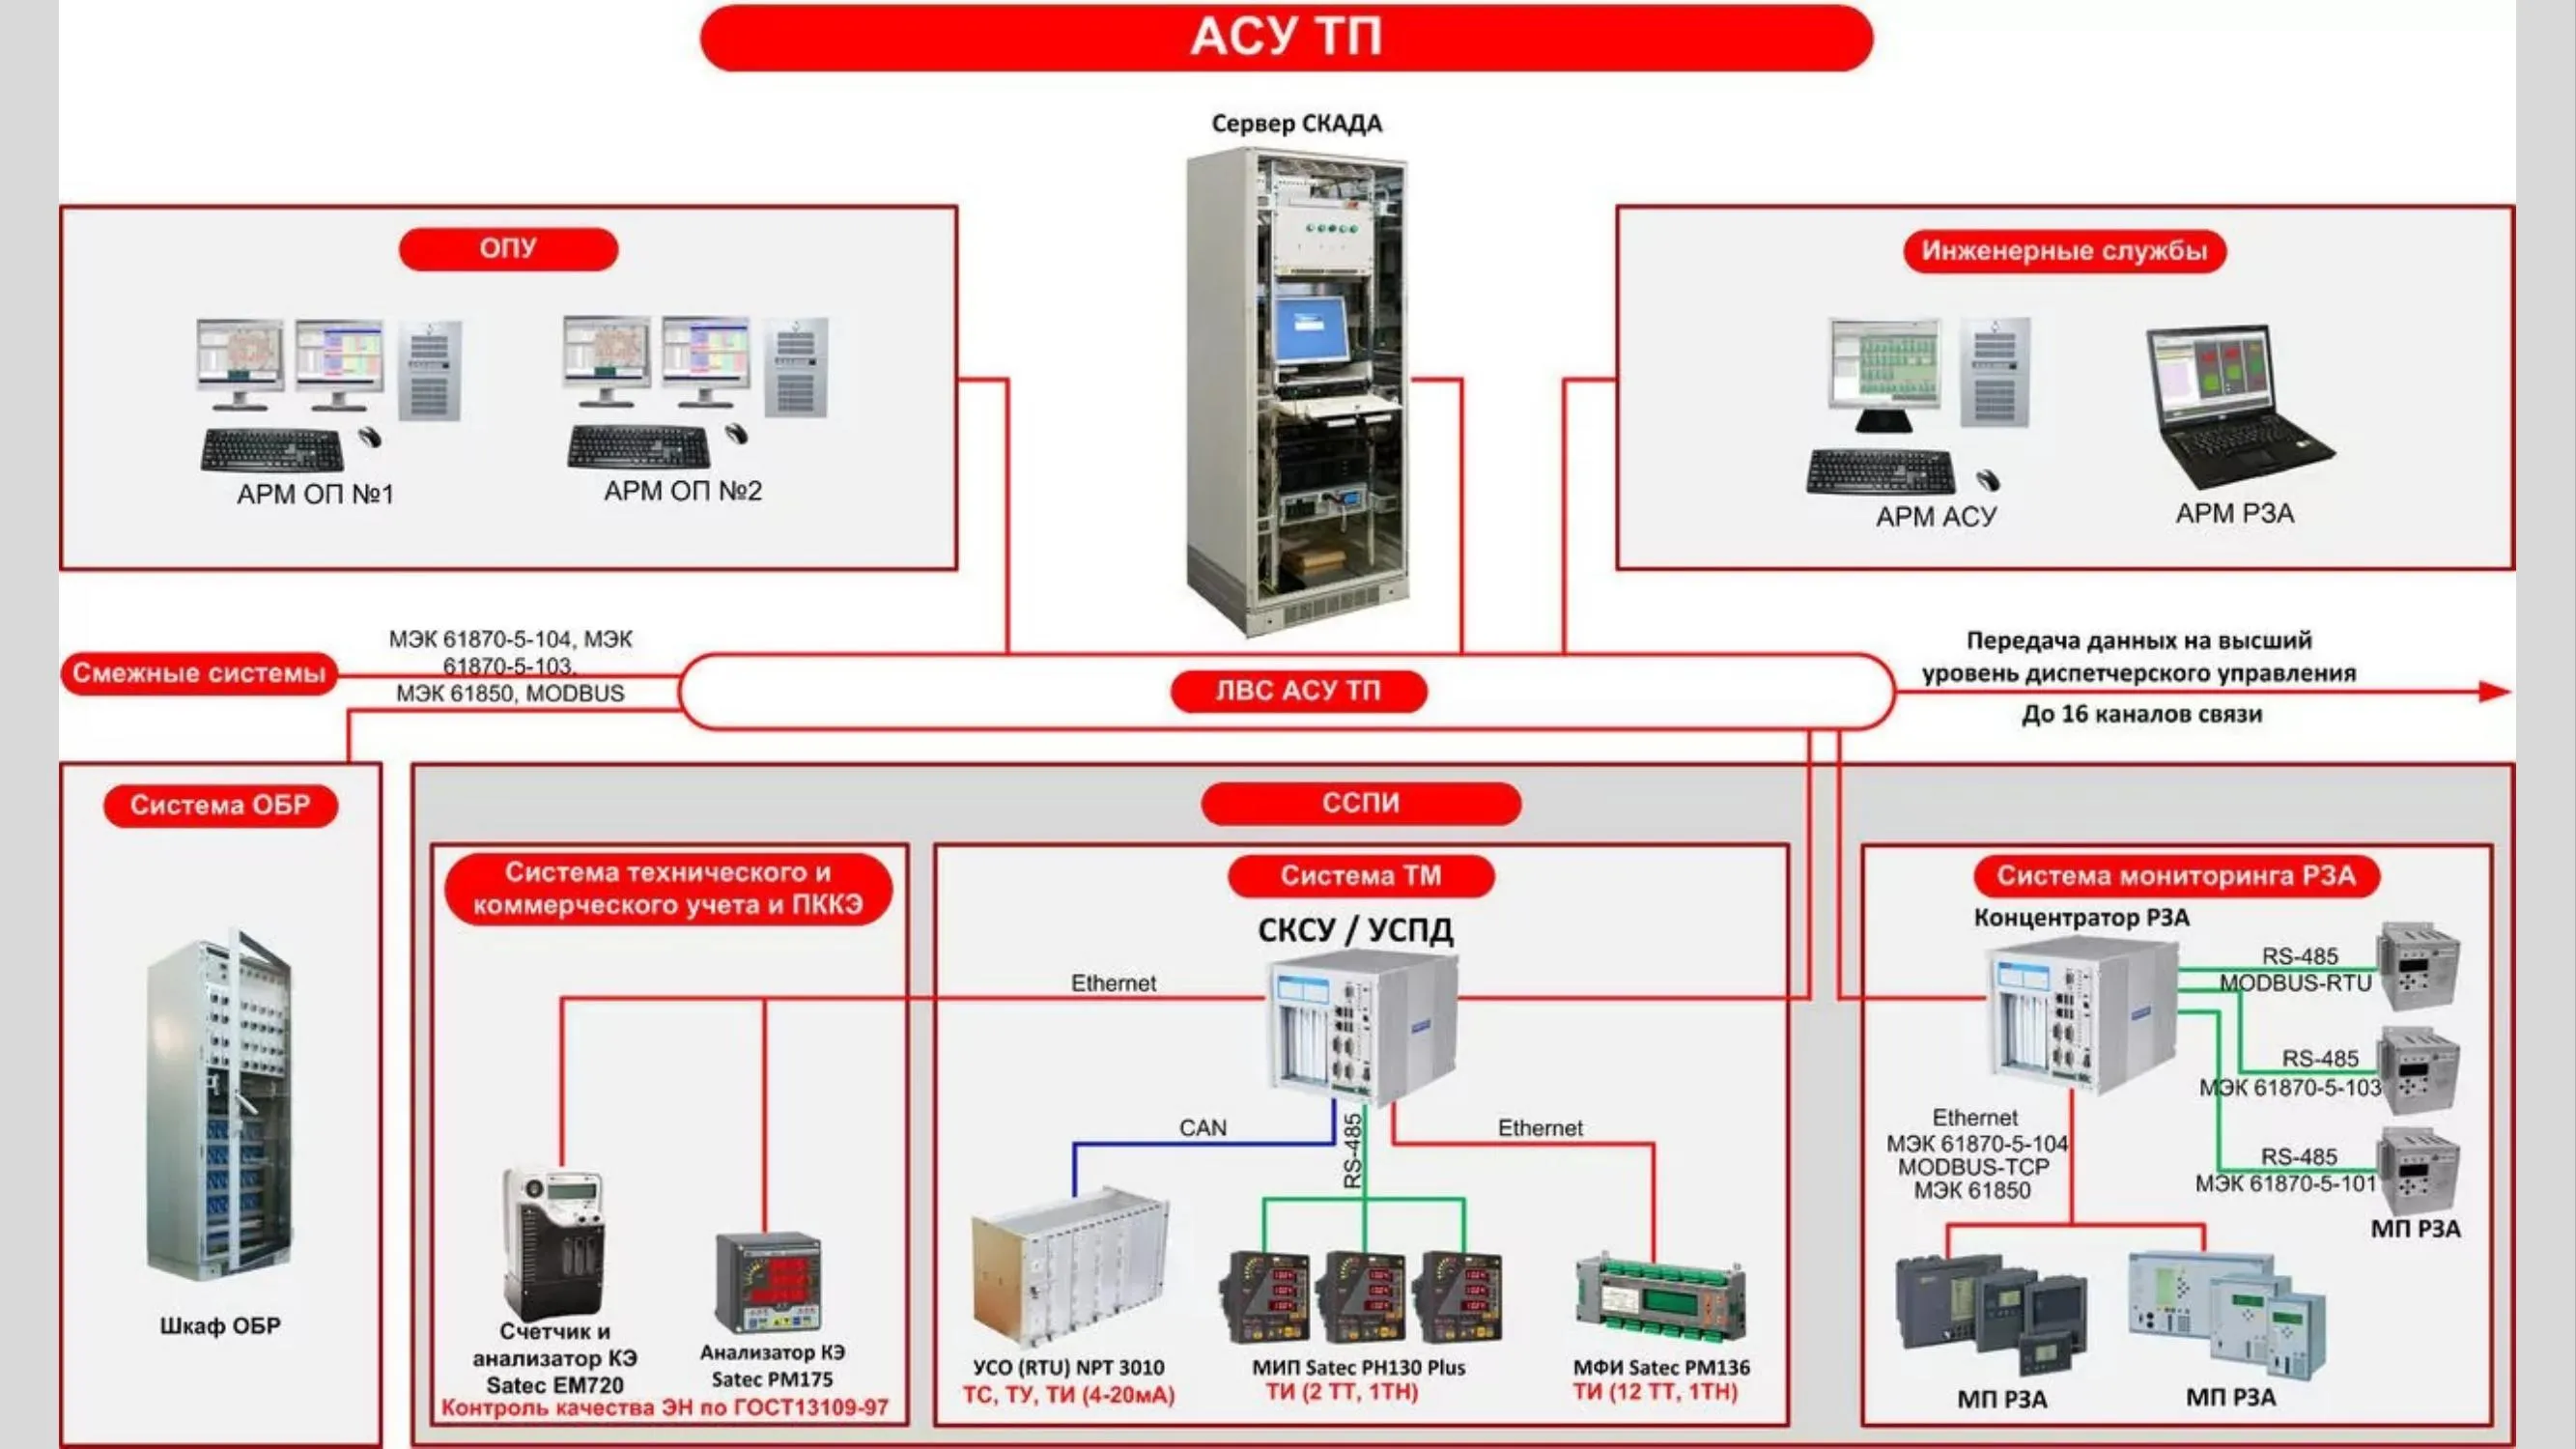 АСУ ТП
Сервер СКАДА
ОПУ
АРМ ОП №1
АРМ ОП №2
Инженерные службы
АРМ АСУ
АРМ РЗА
Смежные системы
МЭК 61870-5-104, МЭК
61870-5-103,
МЭК 61850, MODBUS
ЛВС АСУ ТП
Передача данных на высший
уровень диспетчерского управления
До 16 каналов связи
Система ОБР
Шкаф ОБР
ССПИ
Система технического и
коммерческого учета и ПККЭ
Счетчик и
анализатор КЭ
Satec EM720
Анализатор КЭ
Satec PM175
Контроль качества ЭН по ГОСТ13109-97
Система ТМ
СКСУ / УСПД
Ethernet
CAN
RS-485
Ethernet
УСО (RTU) NPT 3010
ТС, ТУ, ТИ (4-20мА)
МИП Satec PH130 Plus
ТИ (2 ТТ, 1ТН)
МФИ Satec PM136
ТИ (12 ТТ, 1ТН)
Система мониторинга РЗА
Концентратор РЗА
RS-485
MODBUS-RTU
RS-485
МЭК 61870-5-103
RS-485
МЭК 61870-5-101
МП РЗА
Ethernet
МЭК 61870-5-104
MODBUS-TCP
МЭК 61850
МП РЗА
МП РЗА